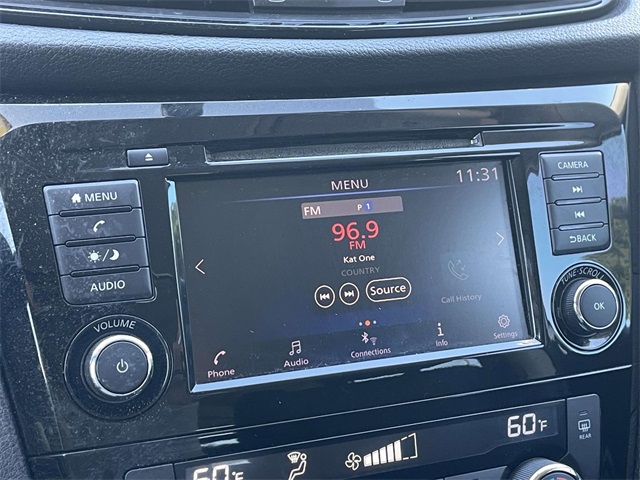 MENU
11:31
FM P 1
96.9
FM
Kat One
COUNTRY
Source
Call History
Phone
Audio
Connections
Info
Settings
MENU
AUDIO
VOLUME
CAMERA
BACK
TUNE·SCROLL
OK
60°F
60°F
REAR